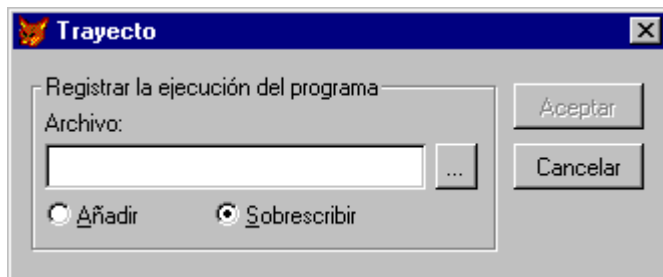 Trayecto
Registrar la ejecución del programa
Archivo:
...
Añadir
Sobrescribir
Aceptar
Cancelar